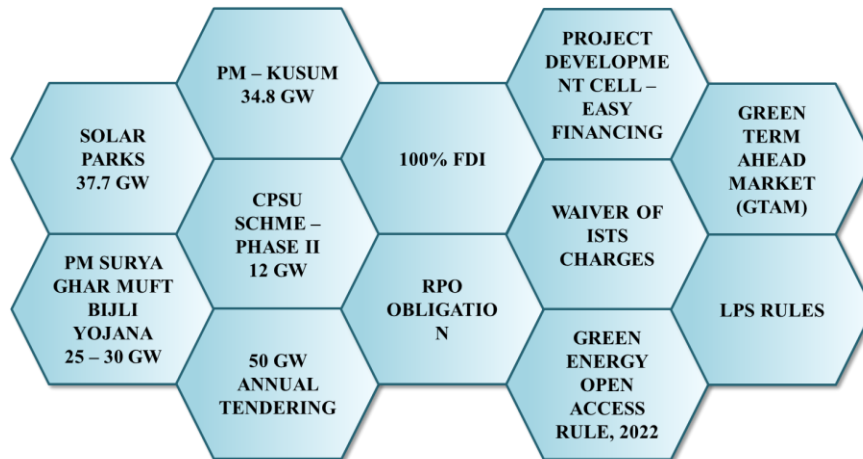 PM – KUSUM
34.8 GW
PROJECT
DEVELOPME
NT CELL –
EASY
FINANCING
SOLAR
PARKS
37.7 GW
100% FDI
GREEN
TERM
AHEAD
MARKET
(GTAM)
CPSU
SCHME –
PHASE II
12 GW
WAIVER OF
ISTS
CHARGES
PM SURYA
GHAR MUFT
BIJLI
YOJANA
25 – 30 GW
RPO
OBLIGATIO
N
LPS RULES
50 GW
ANNUAL
TENDERING
GREEN
ENERGY
OPEN
ACCESS
RULE, 2022